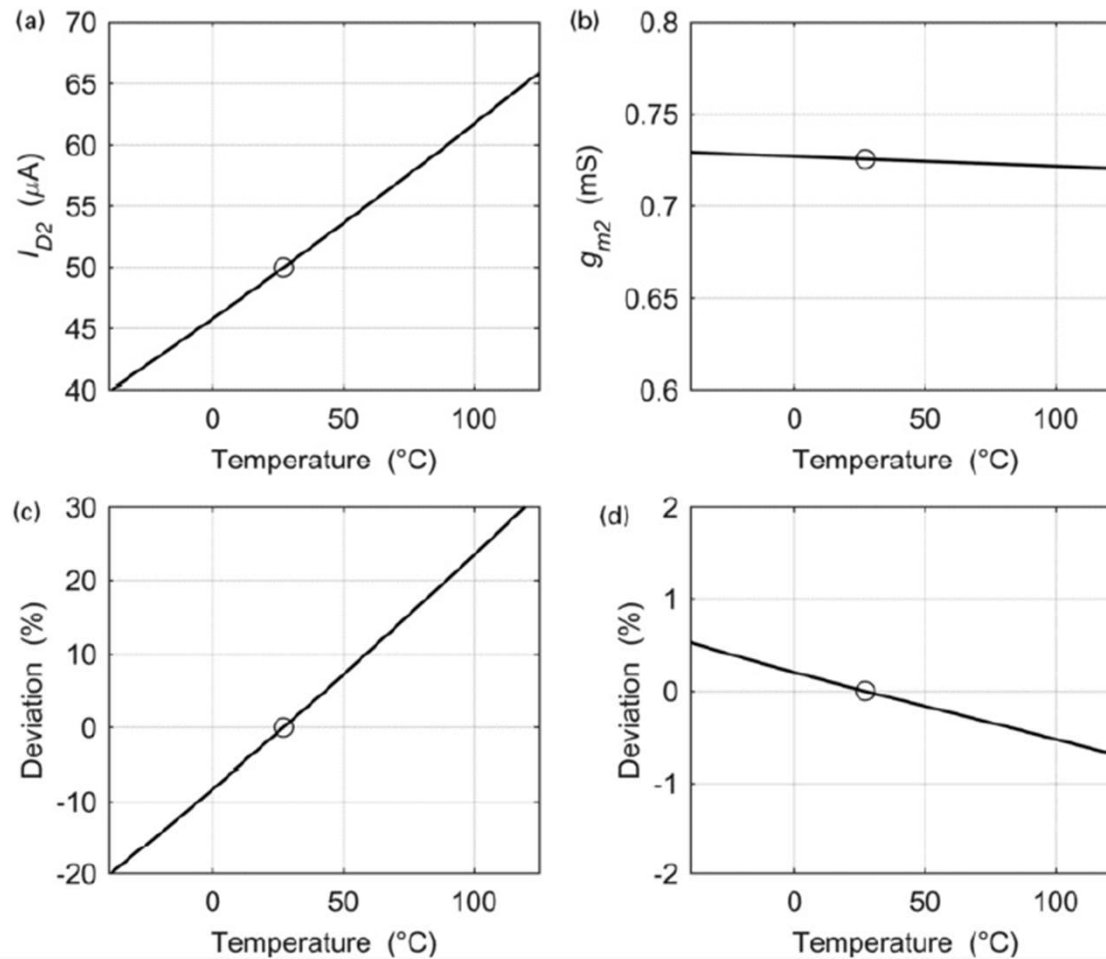 (a)
70
65
60
55
50
45
40
I_D2 (μA)
0 50 100
Temperature (°C)
(b)
0.8
0.75
0.7
0.65
0.6
g_m2 (mS)
0 50 100
Temperature (°C)
(c)
30
20
10
0
-10
-20
Deviation (%)
0 50 100
Temperature (°C)
(d)
2
1
0
-1
-2
Deviation (%)
0 50 100
Temperature (°C)